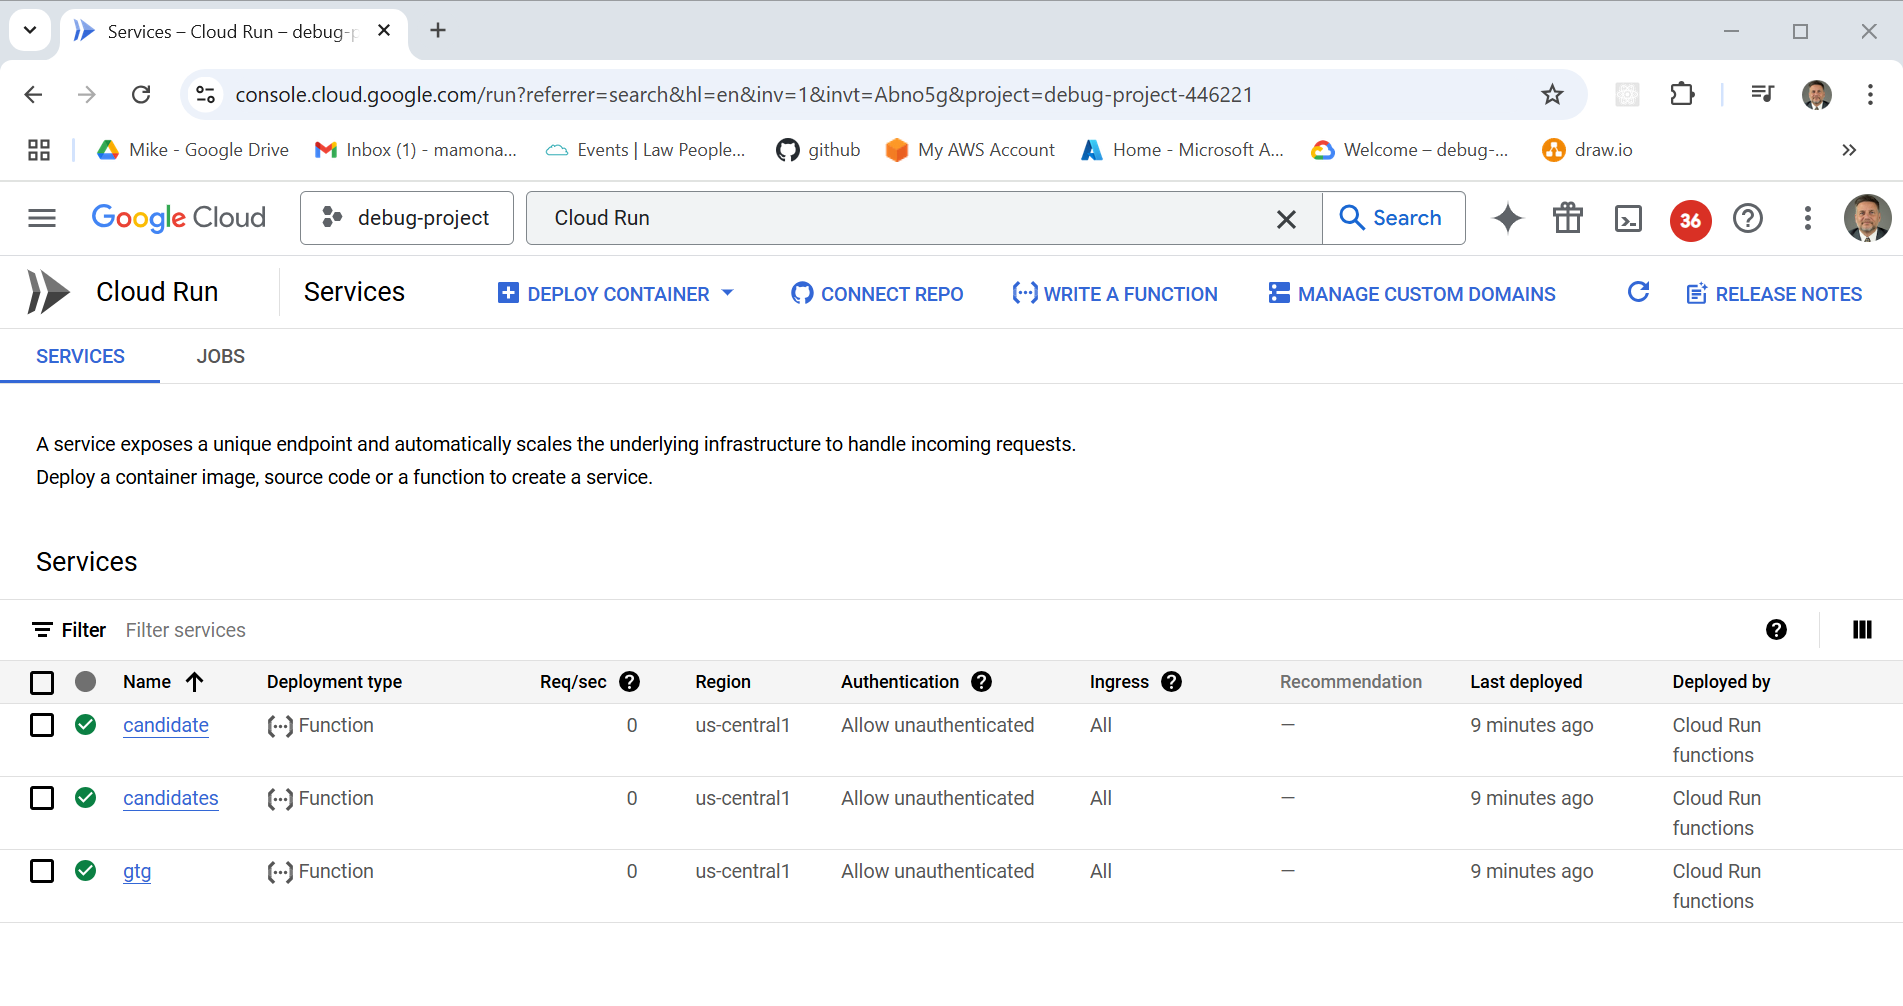 Services – Cloud Run – debug-p
console.cloud.google.com/run?referrer=search&hl=en&inv=1&invt=Abno5g&project=debug-project-446221
Mike - Google Drive Inbox (1) - mamona... Events | Law People... github My AWS Account Home - Microsoft A... Welcome – debug-... draw.io »
Google Cloud debug-project Cloud Run Search 36
Cloud Run Services DEPLOY CONTAINER CONNECT REPO WRITE A FUNCTION MANAGE CUSTOM DOMAINS RELEASE NOTES
SERVICES JOBS
A service exposes a unique endpoint and automatically scales the underlying infrastructure to handle incoming requests.
Deploy a container image, source code or a function to create a service.
Services
Filter Filter services
Name Deployment type Req/sec Region Authentication Ingress Recommendation Last deployed Deployed by
candidate Function 0 us-central1 Allow unauthenticated All — 9 minutes ago Cloud Run
functions
candidates Function 0 us-central1 Allow unauthenticated All — 9 minutes ago Cloud Run
functions
gtg Function 0 us-central1 Allow unauthenticated All — 9 minutes ago Cloud Run
functions